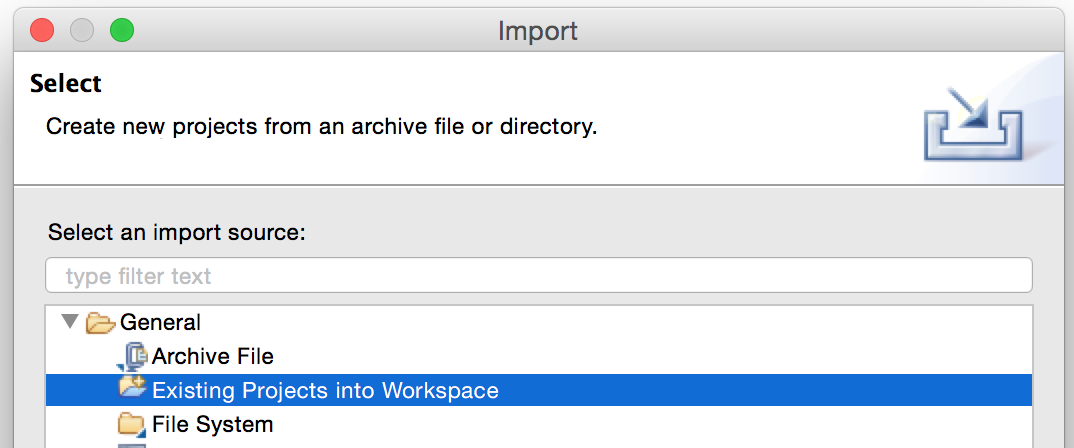 Import
Select
Create new projects from an archive file or directory.
Select an import source:
type filter text
General
Archive File
Existing Projects into Workspace
File System